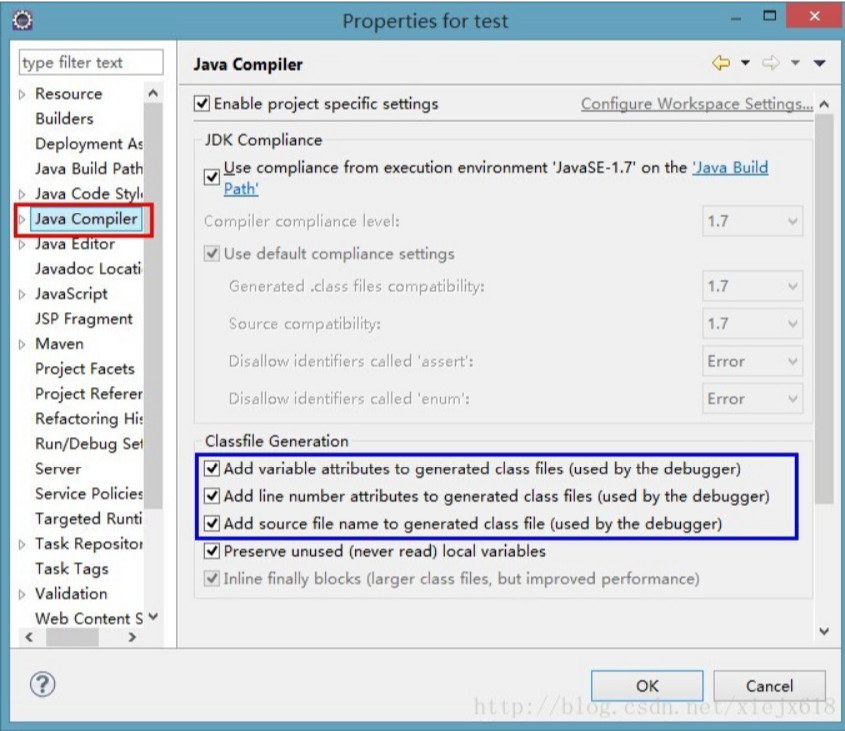 Properties for test
type filter text
Resource
Builders
Deployment As
Java Build Path
Java Code Style
Java Compiler
Java Editor
Javadoc Locati
JavaScript
JSP Fragment
Maven
Project Facets
Project Referen
Refactoring His
Run/Debug Set
Server
Service Policies
Targeted Runti
Task Repositor
Task Tags
Validation
Web Content S
Java Compiler
Enable project specific settings
Configure Workspace Settings...
JDK Compliance
Use compliance from execution environment 'JavaSE-1.7' on the 'Java Build
Path'
Compiler compliance level: 1.7
Use default compliance settings
Generated .class files compatibility: 1.7
Source compatibility: 1.7
Disallow identifiers called 'assert': Error
Disallow identifiers called 'enum': Error
Classfile Generation
Add variable attributes to generated class files (used by the debugger)
Add line number attributes to generated class files (used by the debugger)
Add source file name to generated class file (used by the debugger)
Preserve unused (never read) local variables
Inline finally blocks (larger class files, but improved performance)
OK
Cancel
http://blog.csdn.net/xiejx618